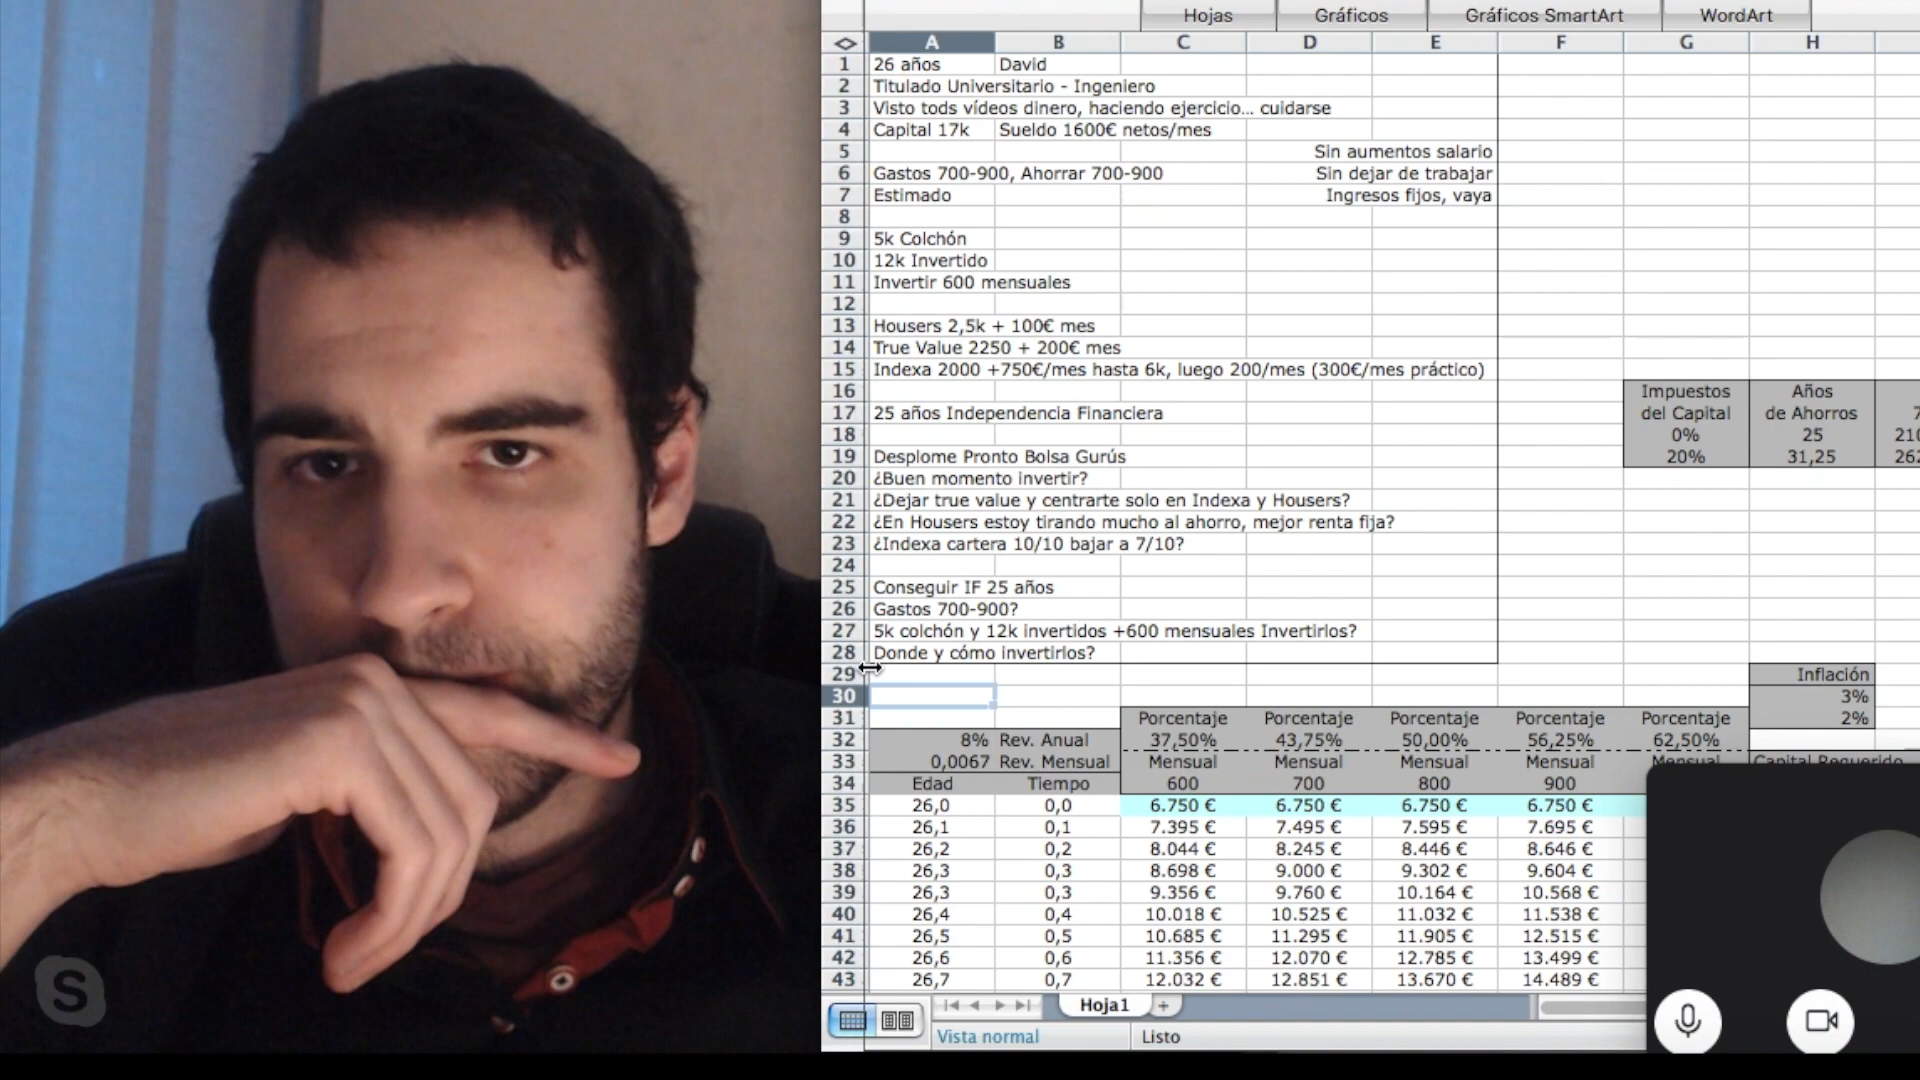 Hojas Gráficos Gráficos SmartArt WordArt
A B C D E F G H
1 26 años David
2 Titulado Universitario - Ingeniero
3 Visto tods vídeos dinero, haciendo ejercicio... cuidarse
4 Capital 17k Sueldo 1600€ netos/mes
5 Sin aumentos salario
6 Gastos 700-900, Ahorrar 700-900 Sin dejar de trabajar
7 Estimado Ingresos fijos, vaya
8
9 5k Colchón
10 12k Invertido
11 Invertir 600 mensuales
12
13 Housers 2,5k + 100€ mes
14 True Value 2250 + 200€ mes
15 Indexa 2000 +750€/mes hasta 6k, luego 200/mes (300€/mes práctico)
16 Impuestos Años
17 25 años Independencia Financiera del Capital de Ahorros
18 0% 25
19 Desplome Pronto Bolsa Gurús 20% 31,25
20 ¿Buen momento invertir?
21 ¿Dejar true value y centrarte solo en Indexa y Housers?
22 ¿En Housers estoy tirando mucho al ahorro, mejor renta fija?
23 ¿Indexa cartera 10/10 bajar a 7/10?
24
25 Conseguir IF 25 años
26 Gastos 700-900?
27 5k colchón y 12k invertidos +600 mensuales Invertirlos?
28 Donde y cómo invertirlos?
29 Inflación
30 3%
31 Porcentaje Porcentaje Porcentaje Porcentaje Porcentaje 2%
32 8% Rev. Anual 37,50% 43,75% 50,00% 56,25% 62,50%
33 0,0067 Rev. Mensual Mensual Mensual Mensual Mensual Mensual Capital Requerido
34 Edad Tiempo 600 700 800 900
35 26,0 0,0 6.750 € 6.750 € 6.750 € 6.750 €
36 26,1 0,1 7.395 € 7.495 € 7.595 € 7.695 €
37 26,2 0,2 8.044 € 8.245 € 8.446 € 8.646 €
38 26,3 0,3 8.698 € 9.000 € 9.302 € 9.604 €
39 26,3 0,3 9.356 € 9.760 € 10.164 € 10.568 €
40 26,4 0,4 10.018 € 10.525 € 11.032 € 11.538 €
41 26,5 0,5 10.685 € 11.295 € 11.905 € 12.515 €
42 26,6 0,6 11.356 € 12.070 € 12.785 € 13.499 €
43 26,7 0,7 12.032 € 12.851 € 13.670 € 14.489 €
Hoja1 +
Vista normal Listo
S